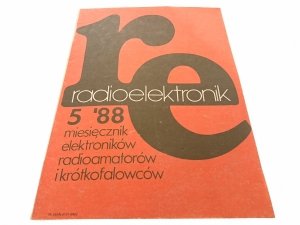 re
radioelektronik
5 '88
miesięcznik
elektroników
radioamatorów
i krótkofalowców